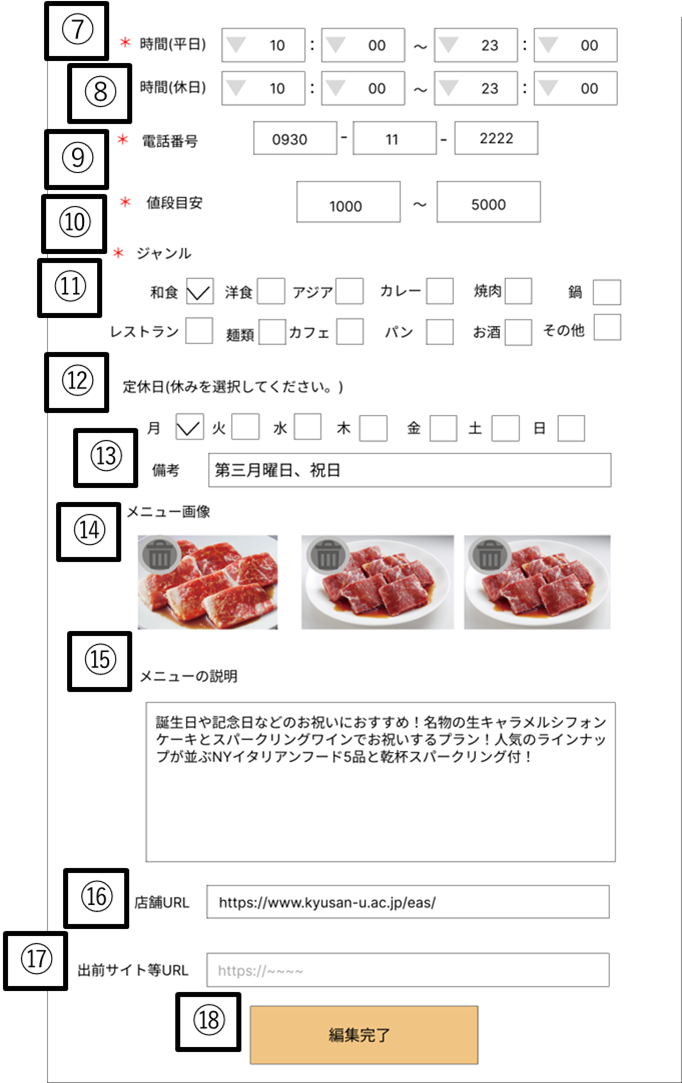 ⑦
* 時間(平日) 10 : 00 ～ 23 : 00
⑧
時間(休日) 10 : 00 ～ 23 : 00
⑨
* 電話番号 0930 - 11 - 2222
⑩
* 値段目安 1000 ～ 5000
⑪
* ジャンル
和食 洋食 アジア カレー 焼肉 鍋
レストラン 麺類 カフェ パン お酒 その他
⑫
定休日(休みを選択してください。)
月 火 水 木 金 土 日
⑬
備考 第三月曜日、祝日
⑭
メニュー画像
⑮
メニューの説明
誕生日や記念日などのお祝いにおすすめ！名物の生キャラメルシフォン
ケーキとスパークリングワインでお祝いするプラン！人気のラインナッ
プが並ぶNYイタリアンフード5品と乾杯スパークリング付！
⑯
店舗URL https://www.kyusan-u.ac.jp/eas/
⑰
出前サイト等URL https://~~~~
⑱
編集完了